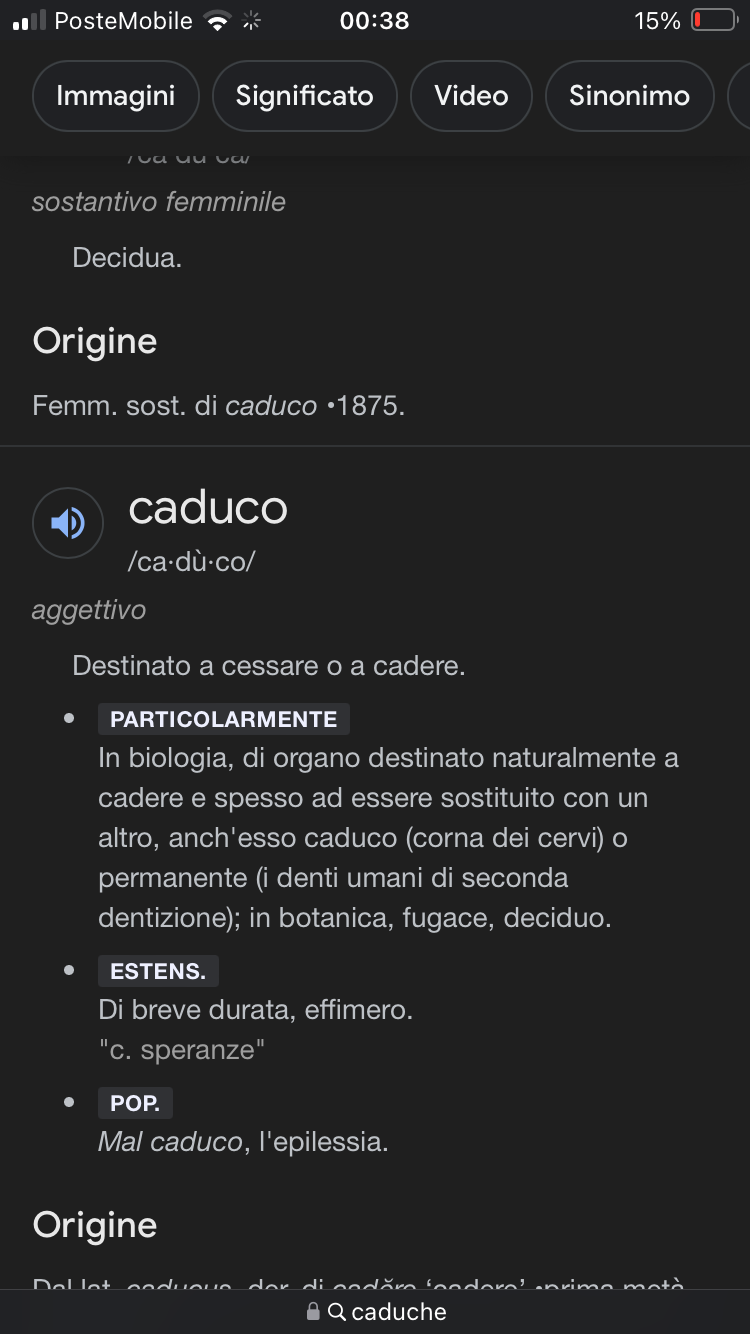 PosteMobile 00:38 15%
Immagini Significato Video Sinonimo
/ca·dù·ca/
sostantivo femminile
Decidua.
Origine
Femm. sost. di caduco •1875.
caduco
/ca·dù·co/
aggettivo
Destinato a cessare o a cadere.
• PARTICOLARMENTE
In biologia, di organo destinato naturalmente a
cadere e spesso ad essere sostituito con un
altro, anch'esso caduco (corna dei cervi) o
permanente (i denti umani di seconda
dentizione); in botanica, fugace, deciduo.
• ESTENS.
Di breve durata, effimero.
"c. speranze"
• POP.
Mal caduco, l'epilessia.
Origine
Dal lat. caducus, der. di cadĕre ‘cadere’ •prima metà
caduche